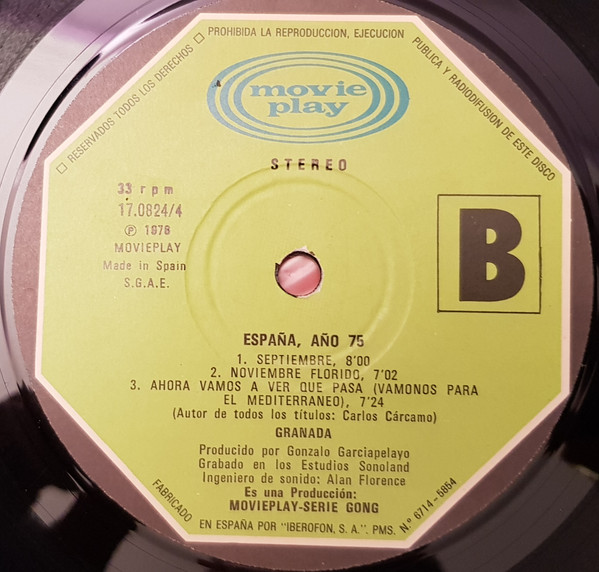 □ RESERVADOS TODOS LOS DERECHOS □ PROHIBIDA LA REPRODUCCION, EJECUCION PUBLICA Y RADIODIFUSION DE ESTE DISCO
movie
play
STEREO
33 rpm
17.0824/4
Ⓟ 1978
MOVIEPLAY
Made in Spain
S.G.A.E.
B
ESPAÑA, AÑO 75
1. SEPTIEMBRE, 8'00
2. NOVIEMBRE FLORIDO, 7'02
3. AHORA VAMOS A VER QUE PASA (VAMONOS PARA
EL MEDITERRANEO), 7'24
(Autor de todos los títulos: Carlos Cárcamo)
GRANADA
Producido por Gonzalo Garciapelayo
Grabado en los Estudios Sonoland
Ingeniero de sonido: Alan Florence
Es una Producción:
MOVIEPLAY-SERIE GONG
FABRICADO EN ESPAÑA POR "IBEROFON, S. A.". PMS. N.º 6714-5854